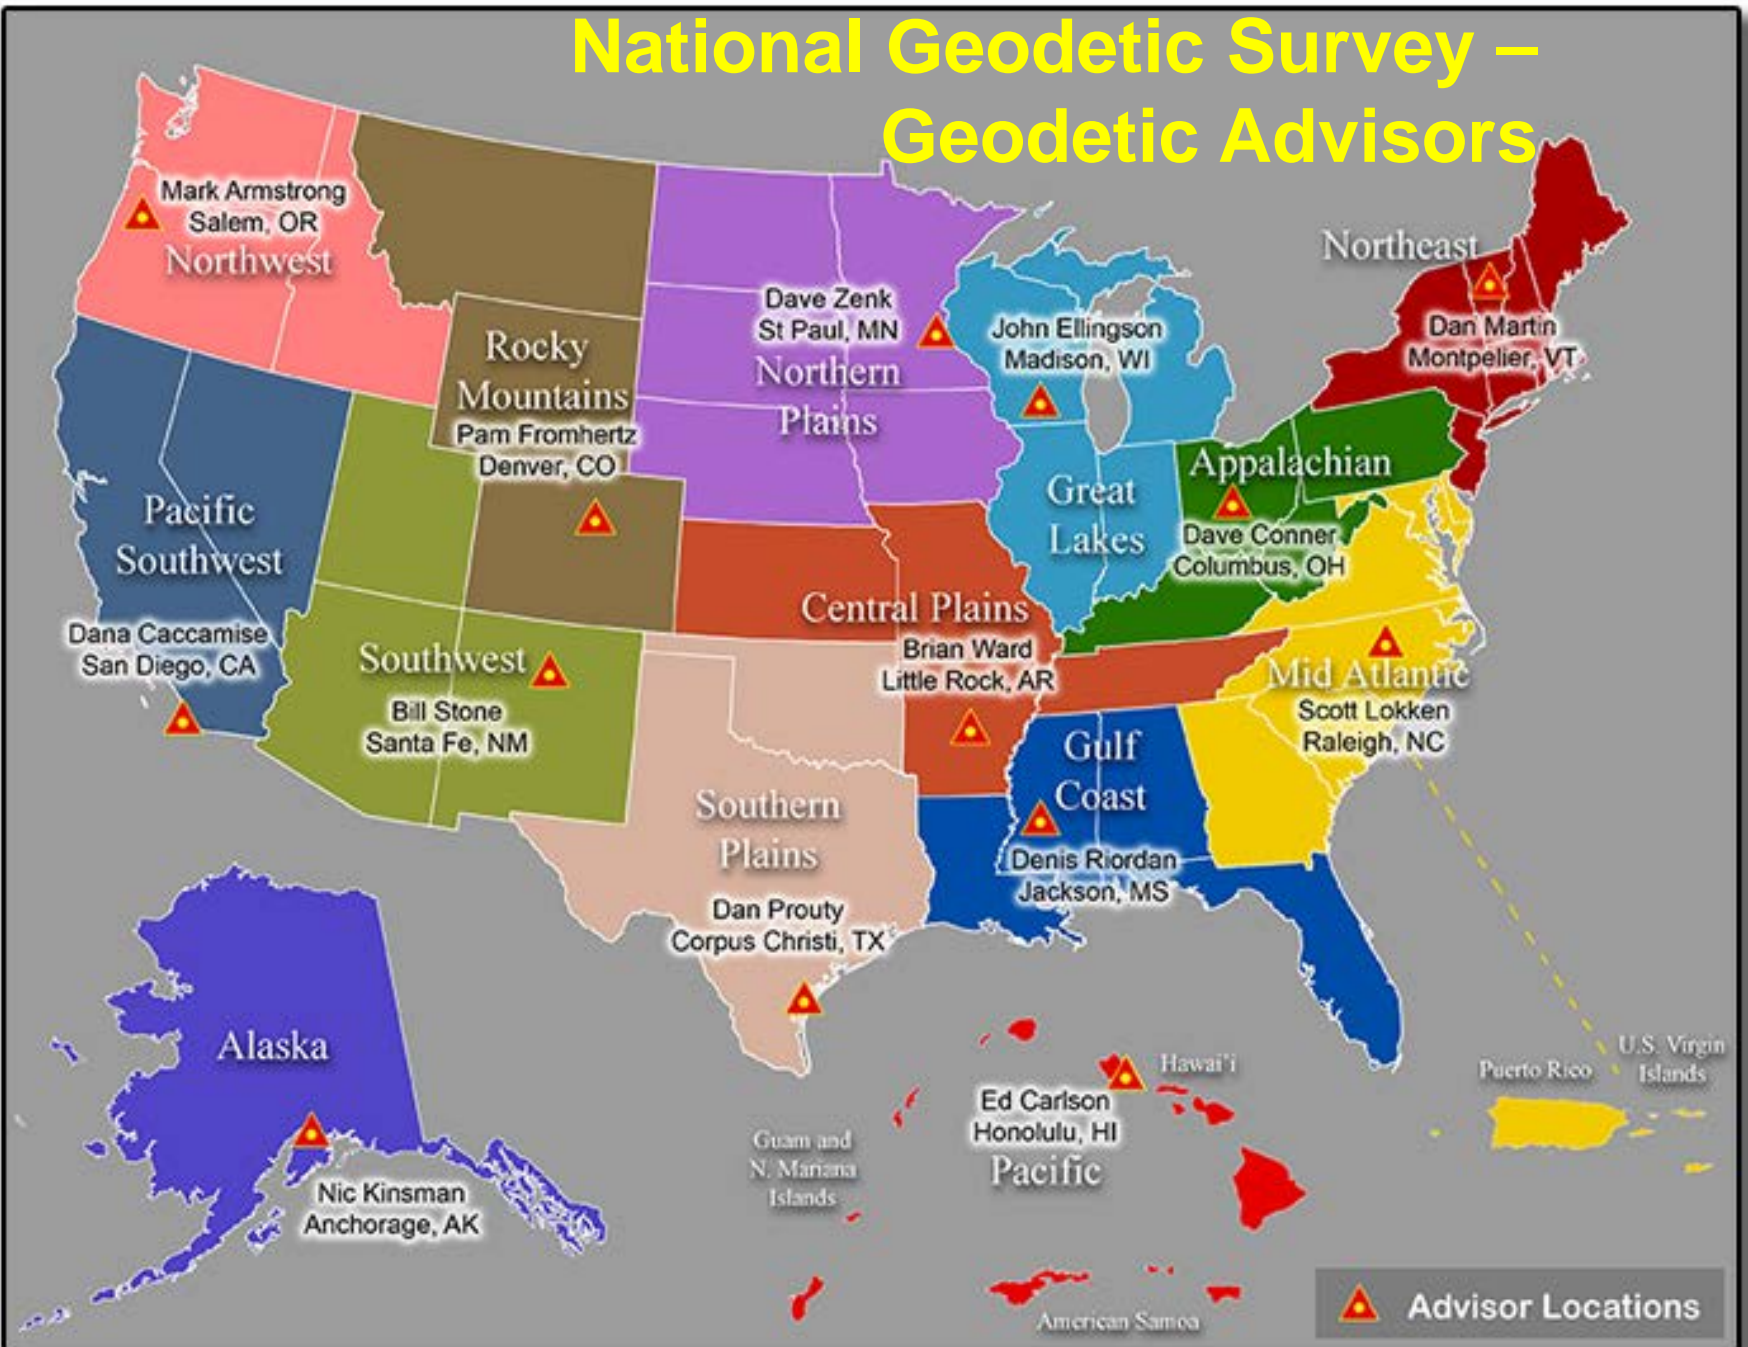 National Geodetic Survey –
Geodetic Advisors
Mark Armstrong
Salem, OR
Northwest
Northeast
Dan Martin
Montpelier, VT
Dave Zenk
St Paul, MN
Northern
Plains
John Ellingson
Madison, WI
Great
Lakes
Rocky
Mountains
Pam Fromhertz
Denver, CO
Appalachian
Dave Conner
Columbus, OH
Pacific
Southwest
Dana Caccamise
San Diego, CA
Southwest
Bill Stone
Santa Fe, NM
Central Plains
Brian Ward
Little Rock, AR
Mid Atlantic
Scott Lokken
Raleigh, NC
Gulf
Coast
Denis Riordan
Jackson, MS
Southern
Plains
Dan Prouty
Corpus Christi, TX
Alaska
Nic Kinsman
Anchorage, AK
Hawai'i
Ed Carlson
Honolulu, HI
Pacific
Guam and
N. Mariana
Islands
American Samoa
Puerto Rico
U.S. Virgin
Islands
Advisor Locations